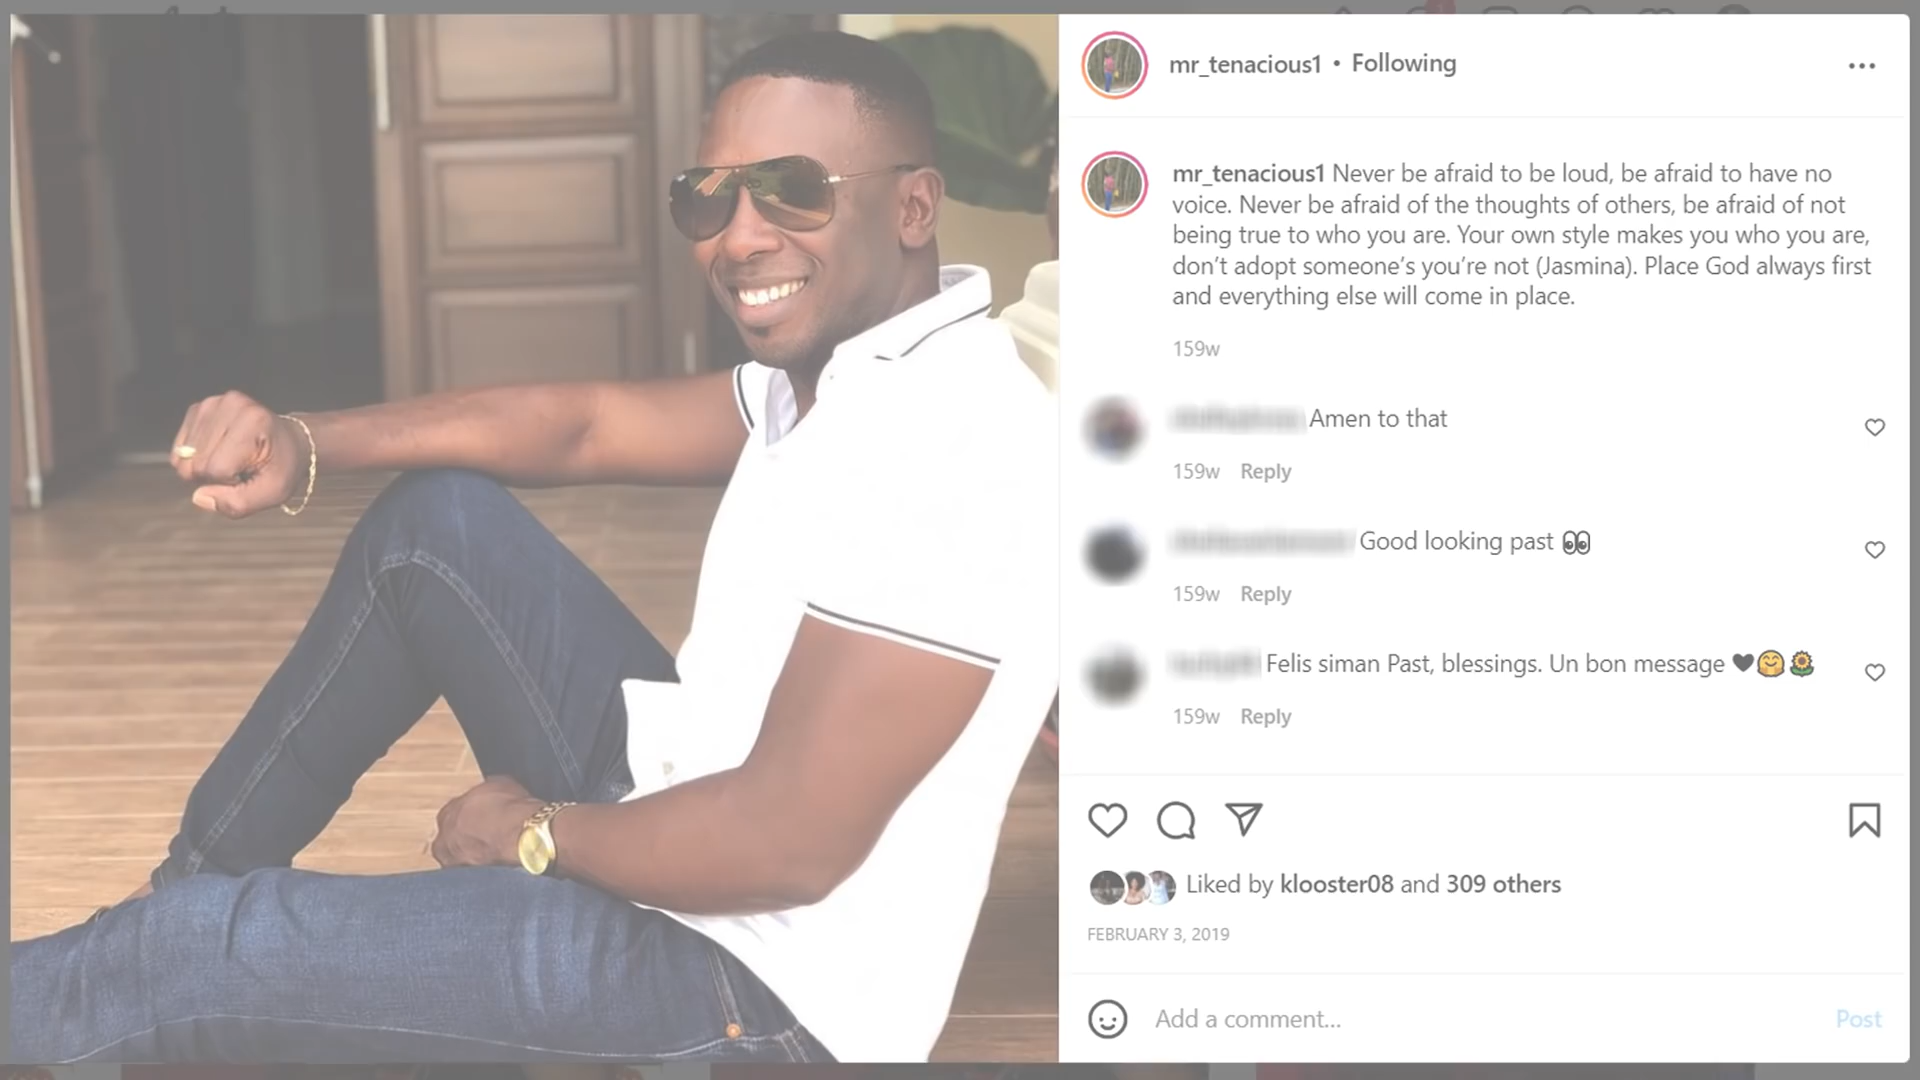 mr_tenacious1 • Following
mr_tenacious1 Never be afraid to be loud, be afraid to have no
voice. Never be afraid of the thoughts of others, be afraid of not
being true to who you are. Your own style makes you who you are,
don’t adopt someone’s you’re not (Jasmina). Place God always first
and everything else will come in place.
159w
Amen to that
159w Reply
Good looking past 👀
159w Reply
Felis siman Past, blessings. Un bon message 🖤🤗🌻
159w Reply
Liked by klooster08 and 309 others
FEBRUARY 3, 2019
Add a comment...
Post